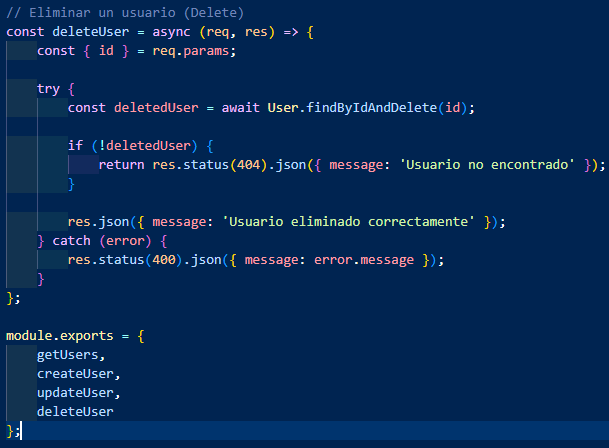 // Eliminar un usuario (Delete)
const deleteUser = async (req, res) => {
    const { id } = req.params;

    try {
        const deletedUser = await User.findByIdAndDelete(id);

        if (!deletedUser) {
            return res.status(404).json({ message: 'Usuario no encontrado' });
        }

        res.json({ message: 'Usuario eliminado correctamente' });
    } catch (error) {
        res.status(400).json({ message: error.message });
    }
};

module.exports = {
    getUsers,
    createUser,
    updateUser,
    deleteUser
};